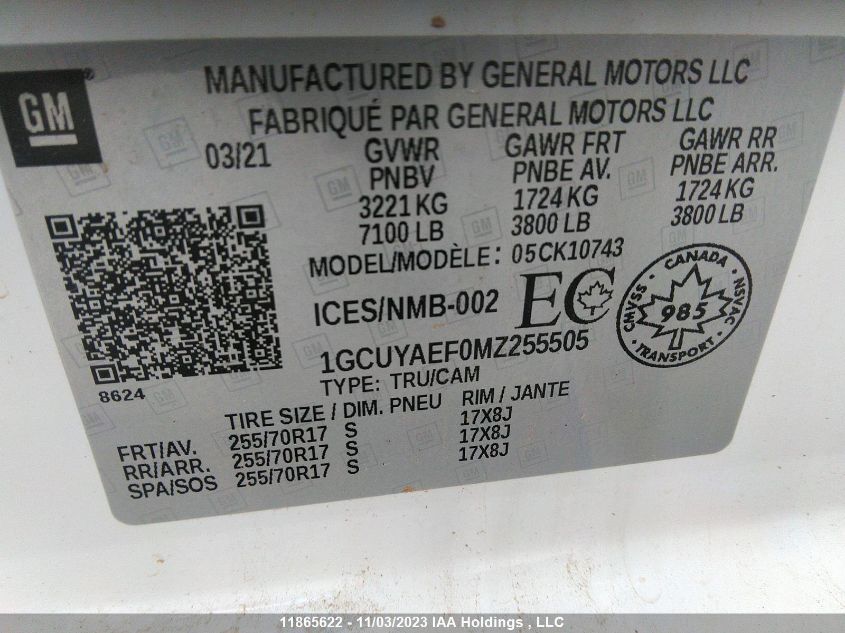 GM
MANUFACTURED BY GENERAL MOTORS LLC
FABRIQUÉ PAR GENERAL MOTORS LLC
03/21 GVWR GAWR FRT GAWR RR
PNBV PNBE AV. PNBE ARR.
3221 KG 1724 KG 1724 KG
7100 LB 3800 LB 3800 LB
MODEL/MODÈLE: 05CK10743
ICES/NMB-002 EC
CANADA
CMVSS 985 NSVAC
TRANSPORT
1GCUYAEF0MZ255505
8624 TYPE: TRU/CAM
TIRE SIZE / DIM. PNEU RIM / JANTE
FRT/AV. 255/70R17 S 17X8J
RR/ARR. 255/70R17 S 17X8J
SPA/SOS 255/70R17 S 17X8J
11865622 - 11/03/2023 IAA Holdings , LLC